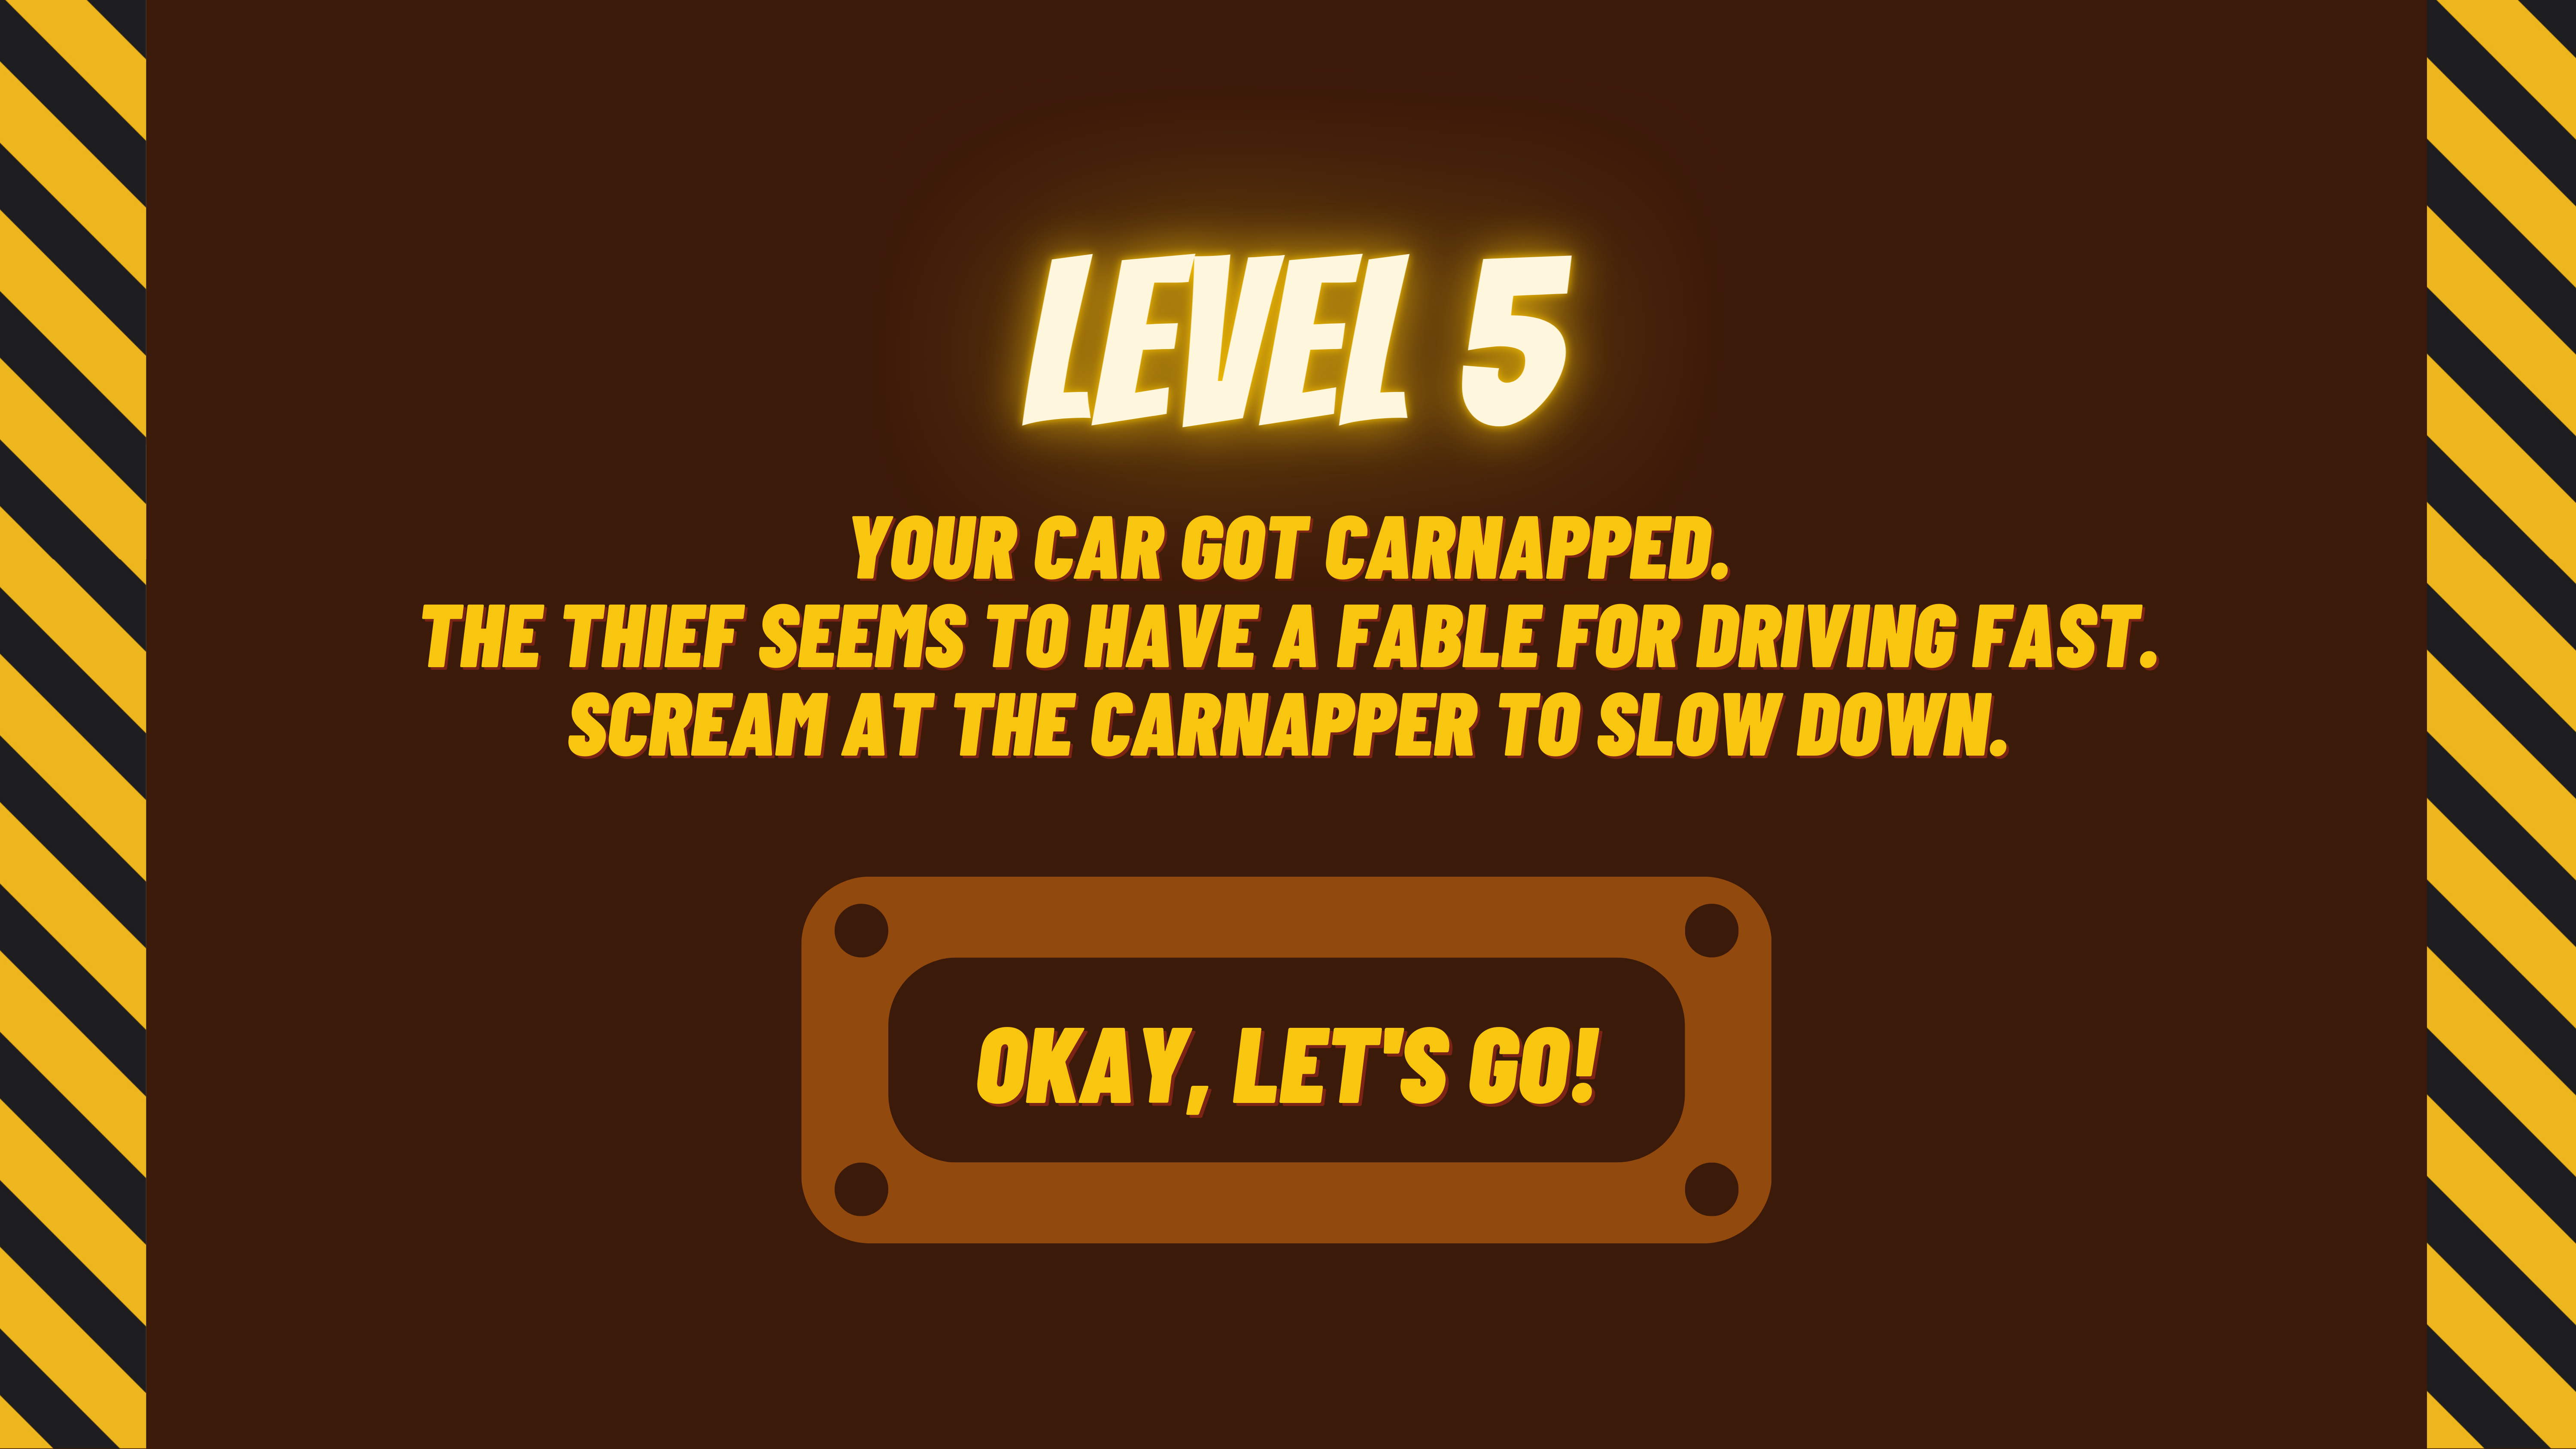 LEVEL 5
YOUR CAR GOT CARNAPPED.
THE THIEF SEEMS TO HAVE A FABLE FOR DRIVING FAST.
SCREAM AT THE CARNAPPER TO SLOW DOWN.
OKAY, LET'S GO!